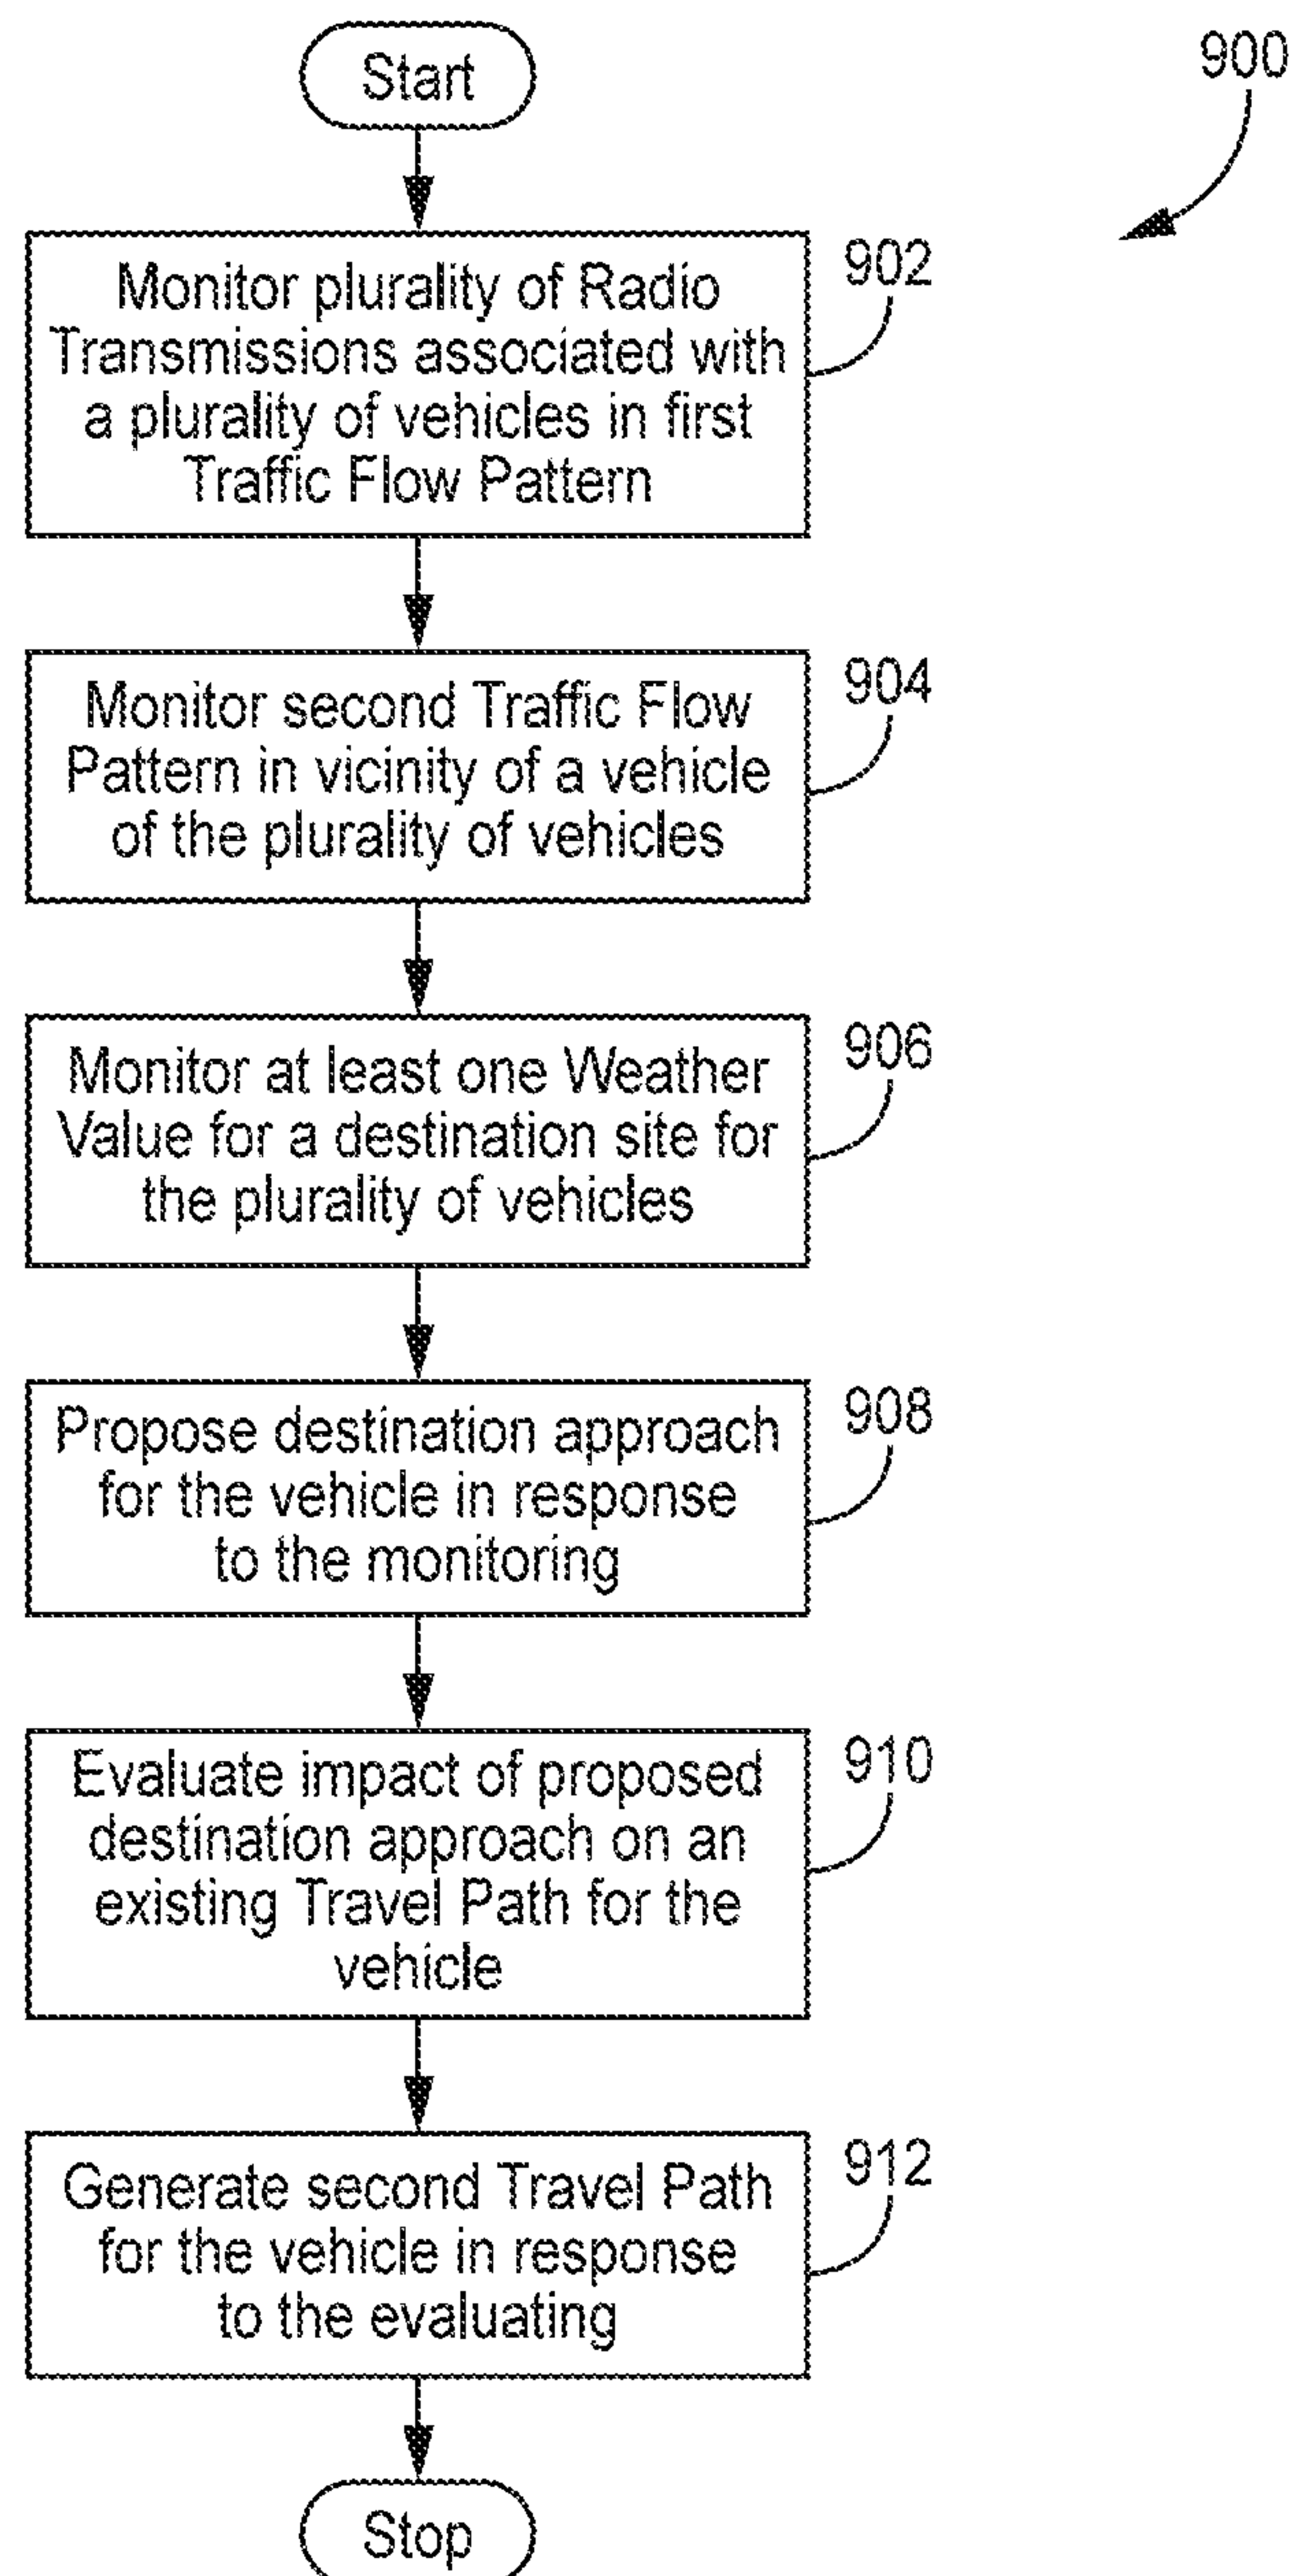 Start
900
Monitor plurality of Radio
Transmissions associated with
a plurality of vehicles in first
Traffic Flow Pattern
902
Monitor second Traffic Flow
Pattern in vicinity of a vehicle
of the plurality of vehicles
904
Monitor at least one Weather
Value for a destination site for
the plurality of vehicles
906
Propose destination approach
for the vehicle in response
to the monitoring
908
Evaluate impact of proposed
destination approach on an
existing Travel Path for the
vehicle
910
Generate second Travel Path
for the vehicle in response
to the evaluating
912
Stop